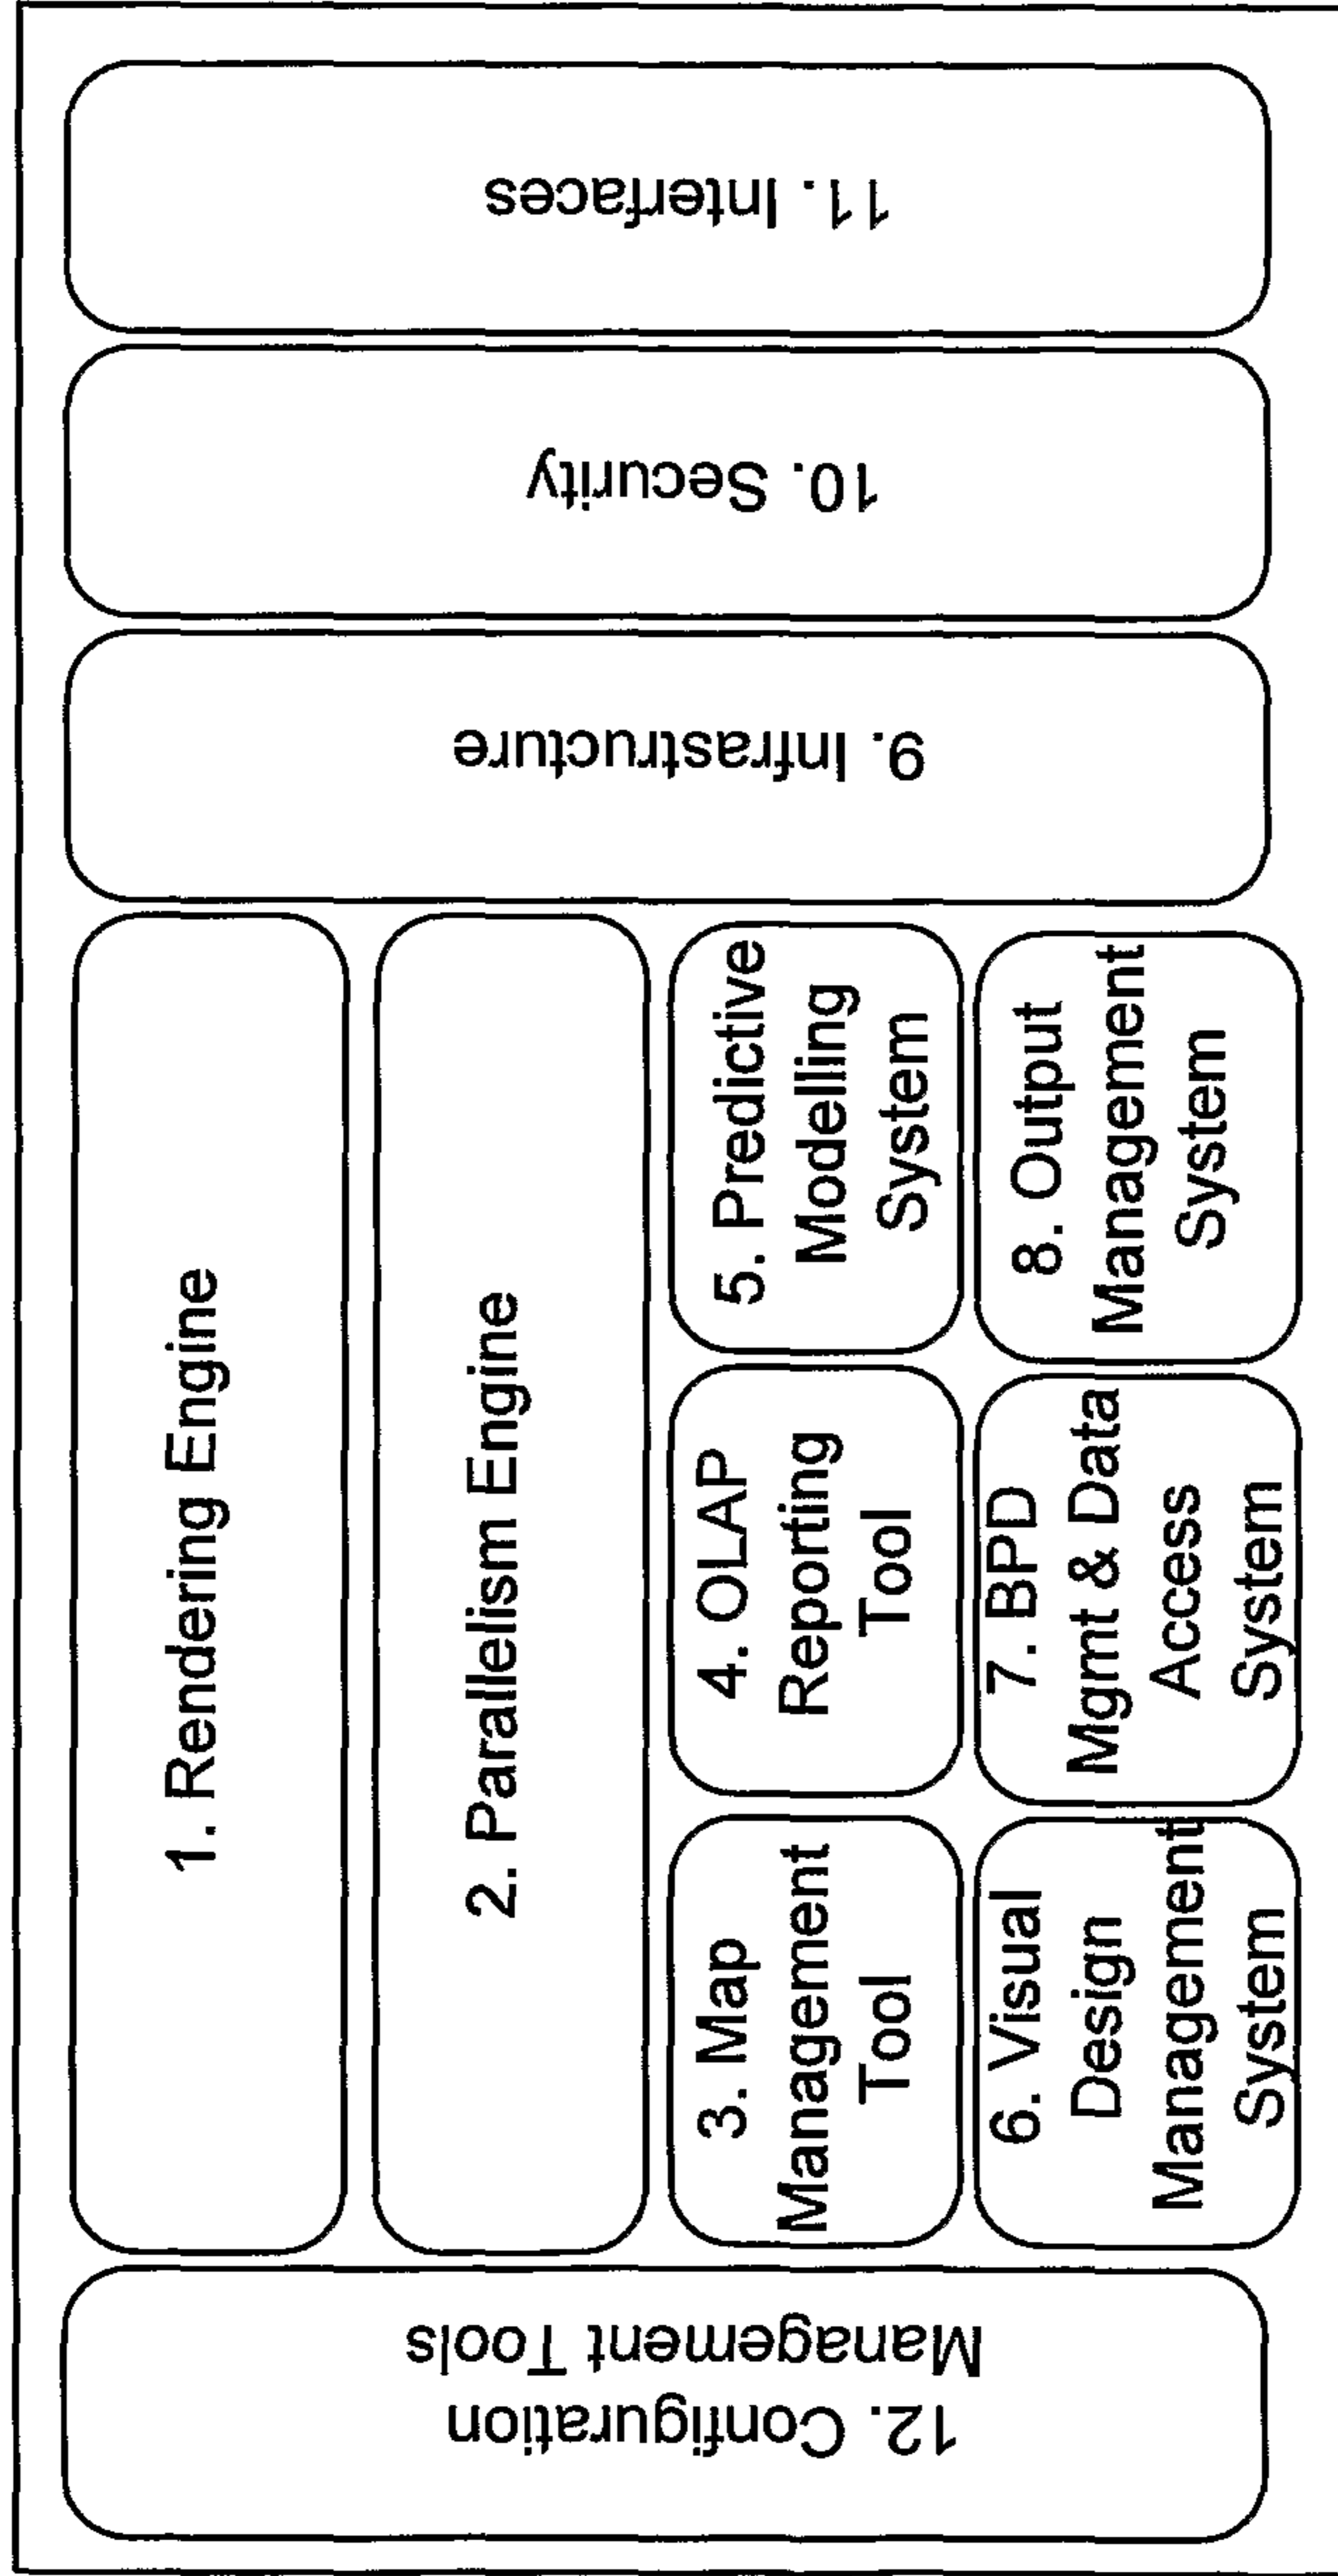 1. Rendering Engine
2. Parallelism Engine
3. Map
Management
Tool
4. OLAP
Reporting
Tool
5. Predictive
Modelling
System
6. Visual
Design
Management
System
7. BPD
Mgmt & Data
Access
System
8. Output
Management
System
9. Infrastructure
10. Security
11. Interfaces
12. Configuration
Management Tools